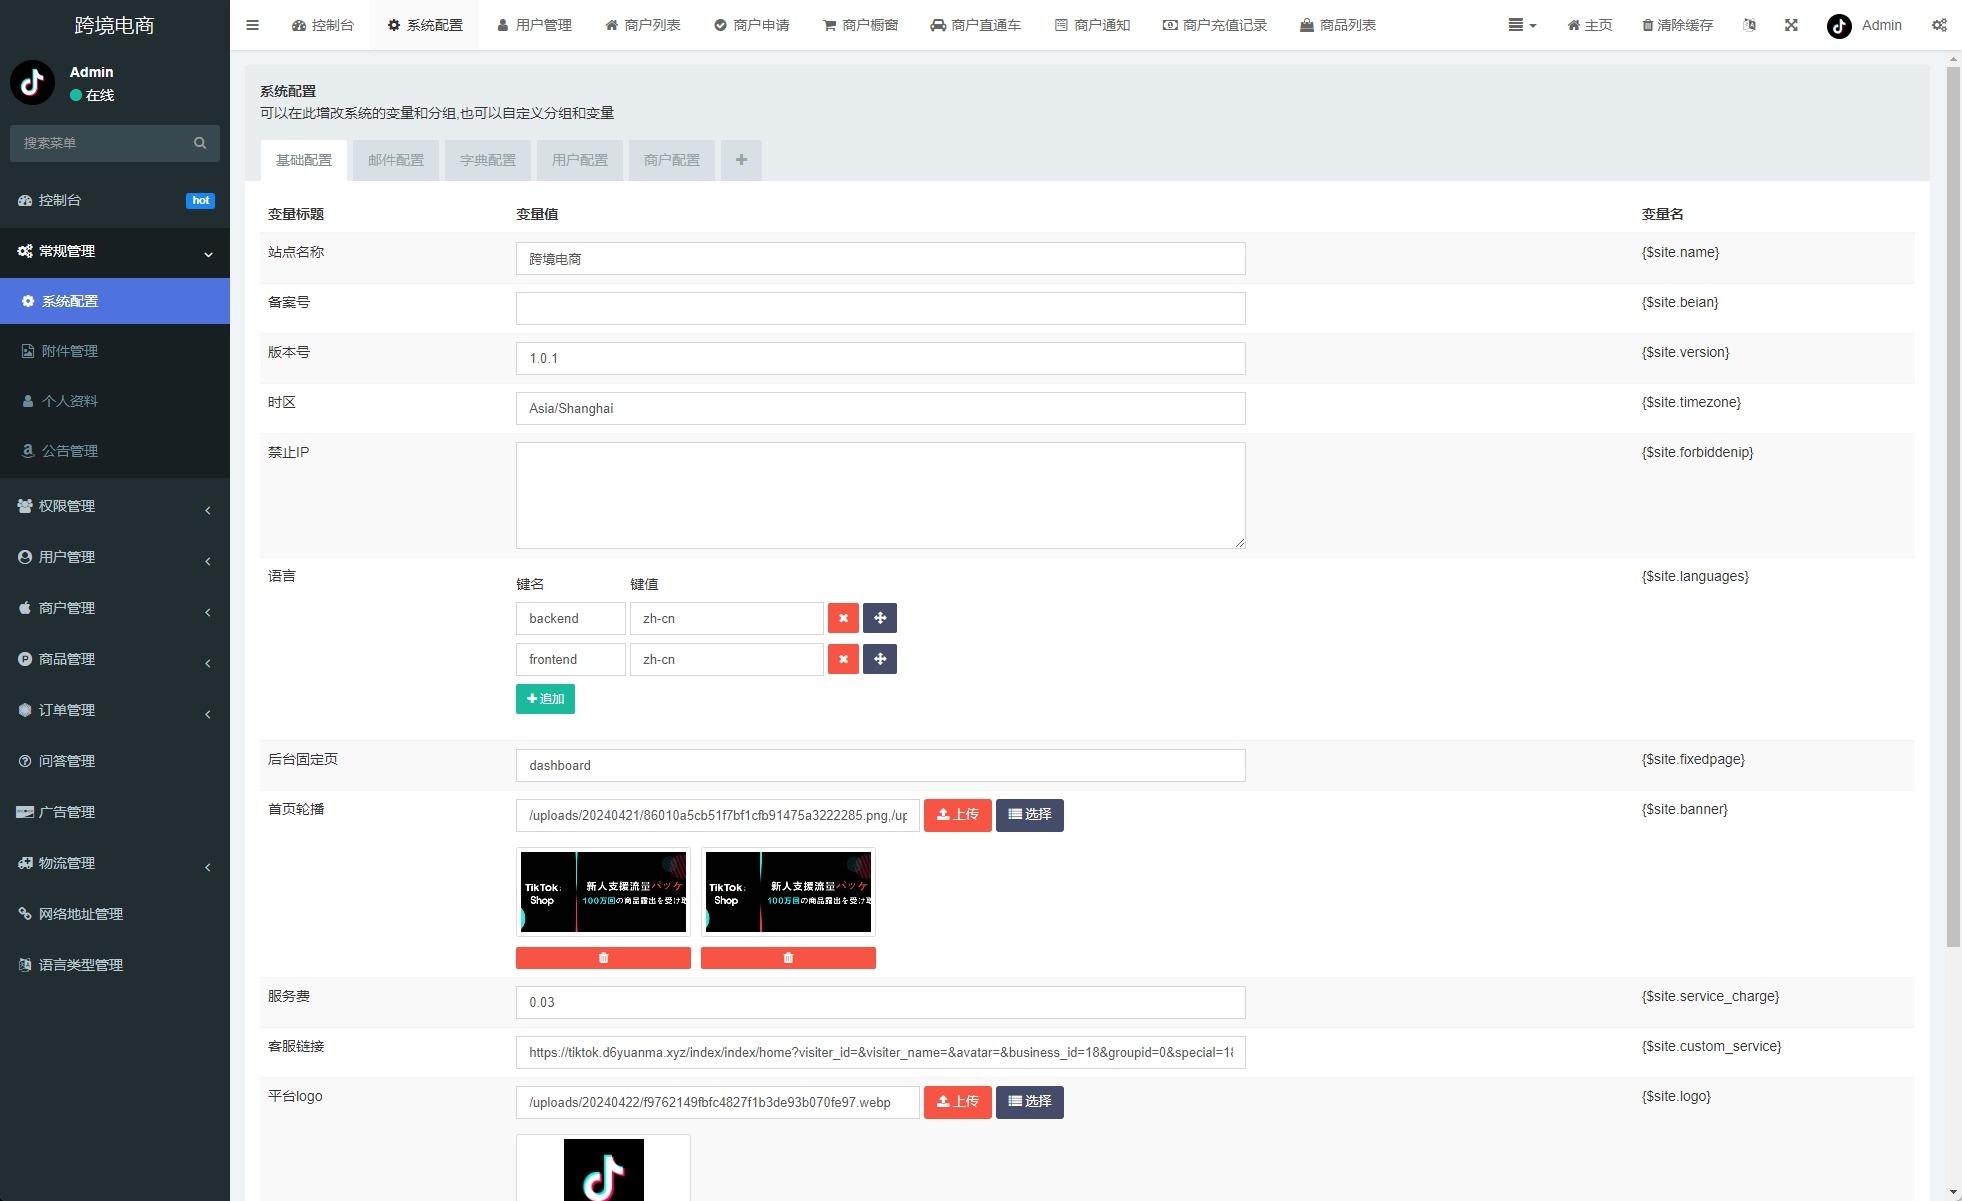 跨境电商
Admin
在线
搜索菜单
控制台
hot
常规管理
系统配置
附件管理
个人资料
公告管理
权限管理
用户管理
商户管理
商品管理
订单管理
问答管理
广告管理
物流管理
网络地址管理
语言类型管理
控制台 系统配置 用户管理 商户列表 商户申请 商户橱窗 商户直通车 商户通知 商户充值记录 商品列表 主页 清除缓存 Admin
系统配置
可以在此增改系统的变量和分组,也可以自定义分组和变量
基础配置 邮件配置 字典配置 用户配置 商户配置
变量标题 变量值 变量名
站点名称 跨境电商 {$site.name}
备案号 {$site.beian}
版本号 1.0.1 {$site.version}
时区 Asia/Shanghai {$site.timezone}
禁止IP {$site.forbiddenip}
语言 {$site.languages}
键名 键值
backend zh-cn
frontend zh-cn
追加
后台固定页 dashboard {$site.fixedpage}
首页轮播 /uploads/20240421/86010a5cb51f7bf1cfb91475a3222285.png,/up 上传 选择 {$site.banner}
TikTok Shop 新人支援流量パッケ
100万回の商品露出を受け取
TikTok Shop 新人支援流量パッケ
100万回の商品露出を受け取
服务费 0.03 {$site.service_charge}
客服链接 https://tiktok.d6yuanma.xyz/index/index/home?visiter_id=&visiter_name=&avatar=&business_id=18&groupid=0&special=18 {$site.custom_service}
平台logo /uploads/20240422/f9762149fbfc4827f1b3de93b070fe97.webp 上传 选择 {$site.logo}